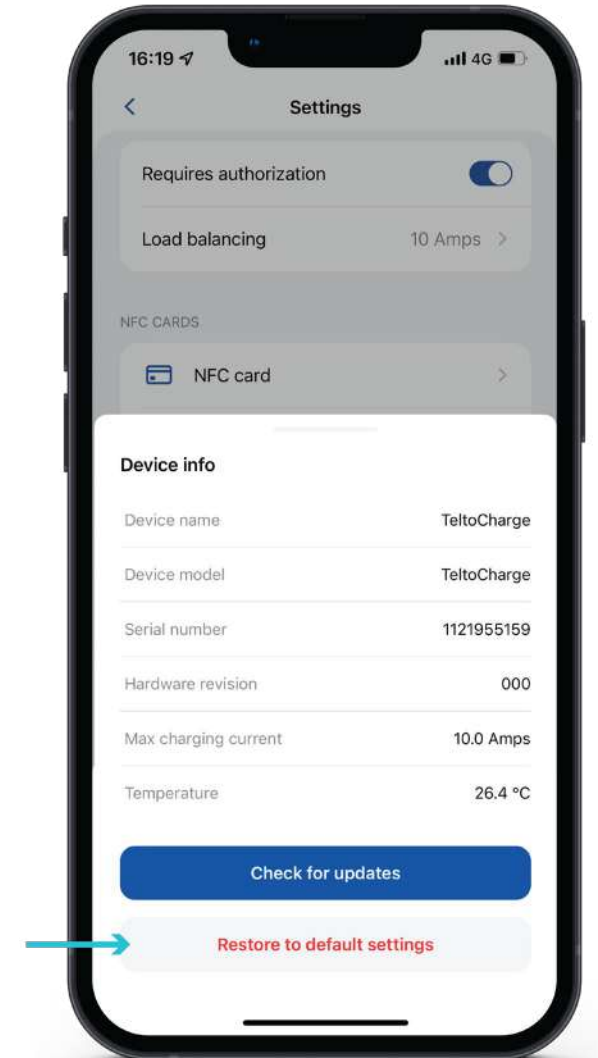 16:19 4G
Settings
Requires authorization
Load balancing 10 Amps >
NFC CARDS
NFC card >
Device info
Device name TeltoCharge
Device model TeltoCharge
Serial number 1121955159
Hardware revision 000
Max charging current 10.0 Amps
Temperature 26.4 °C
Check for updates
Restore to default settings